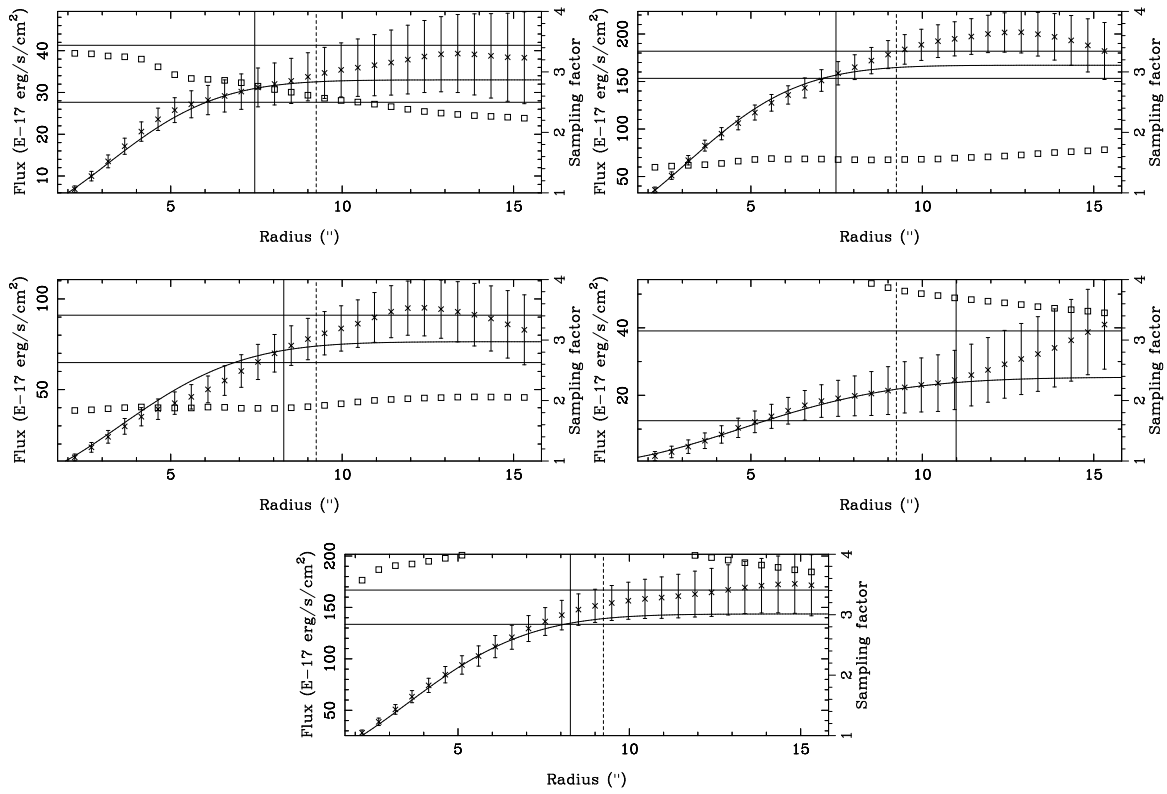 Flux (E−17 erg/s/cm²)
10 20 30 40
5 10 15
Radius (")
1 2 3 4
Sampling factor
Flux (E−17 erg/s/cm²)
50 100 150 200
5 10 15
Radius (")
1 2 3 4
Sampling factor
Flux (E−17 erg/s/cm²)
50 100
5 10 15
Radius (")
1 2 3 4
Sampling factor
Flux (E−17 erg/s/cm²)
20 40
5 10 15
Radius (")
1 2 3 4
Sampling factor
Flux (E−17 erg/s/cm²)
50 100 150 200
5 10 15
Radius (")
1 2 3 4
Sampling factor